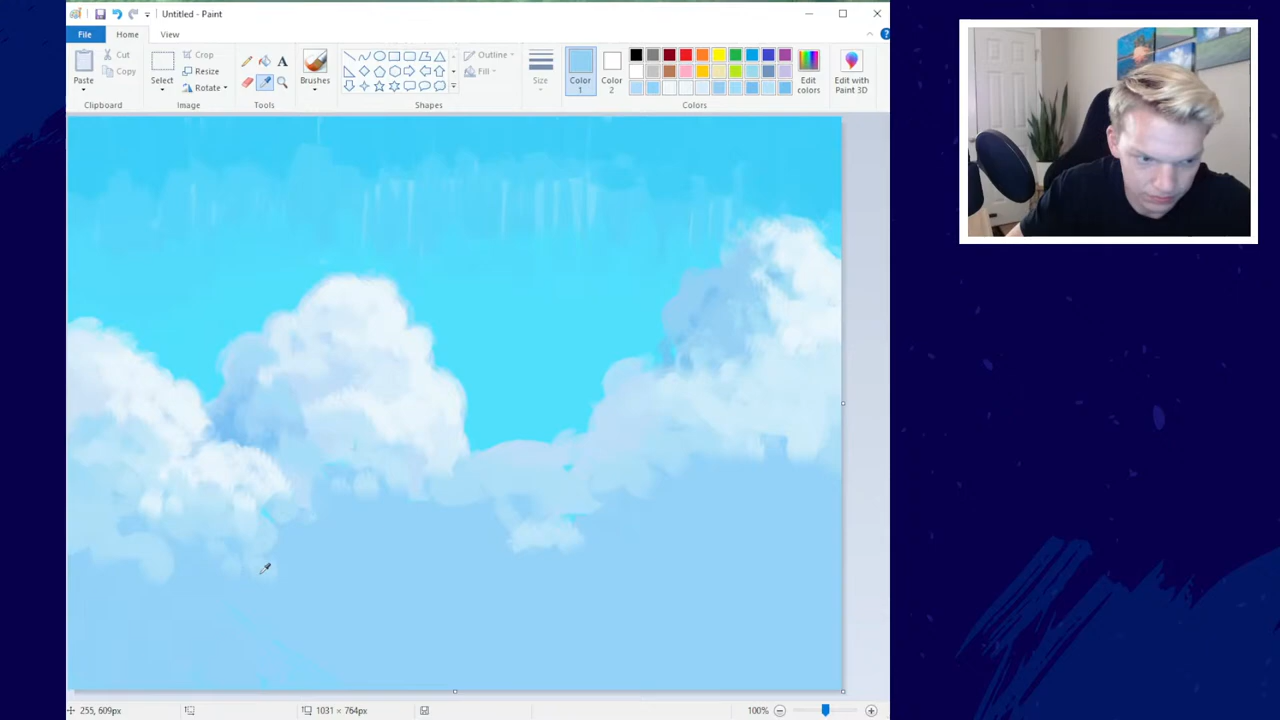 Untitled - Paint
File
Home
View
Paste
Cut
Copy
Clipboard
Select
Crop
Resize
Rotate
Image
A
Tools
Brushes
Outline
Fill
Shapes
Size
Color 1
Color 2
Edit colors
Edit with Paint 3D
Colors
255, 609px
1031 × 764px
100%